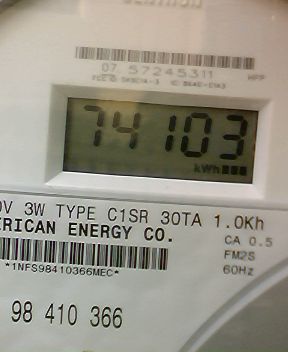 07 57245311
74103
kWh
0V 3W TYPE C1SR 30TA 1.0Kh
ERICAN ENERGY CO.
CA 0.5
FM2S
*1NFS98410366MEC*
60Hz
98 410 366